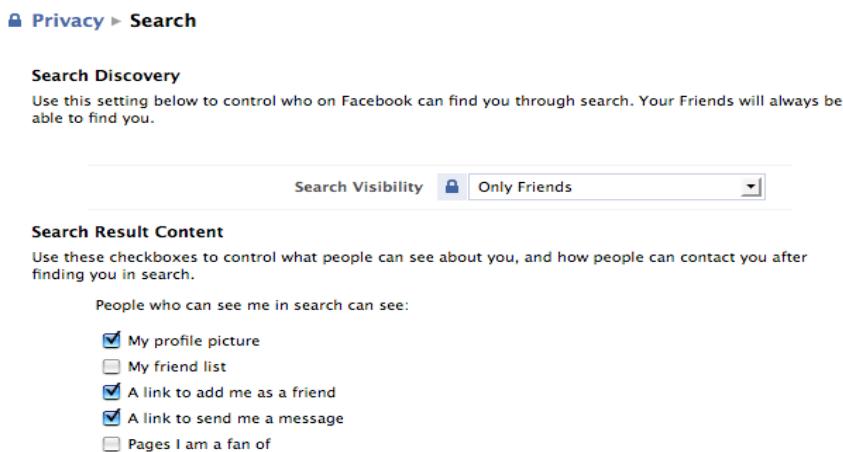 Privacy ▸ Search
Search Discovery
Use this setting below to control who on Facebook can find you through search. Your Friends will always be
able to find you.
Search Visibility Only Friends
Search Result Content
Use these checkboxes to control what people can see about you, and how people can contact you after
finding you in search.
People who can see me in search can see:
My profile picture
My friend list
A link to add me as a friend
A link to send me a message
Pages I am a fan of